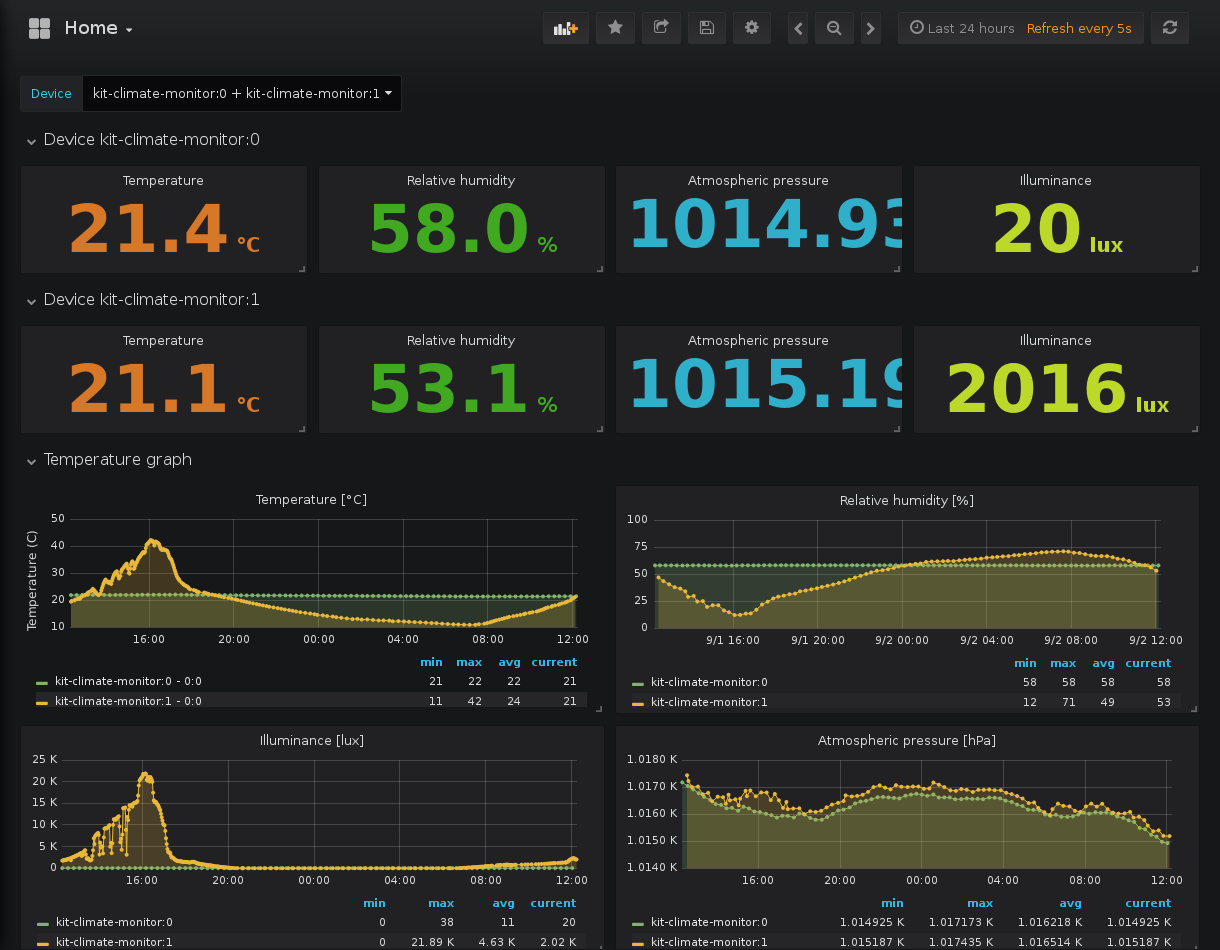 Home
Last 24 hours Refresh every 5s
Device kit-climate-monitor:0 + kit-climate-monitor:1
Device kit-climate-monitor:0
Temperature Relative humidity Atmospheric pressure Illuminance
21.4 °C 58.0 % 1014.93 20 lux
Device kit-climate-monitor:1
Temperature Relative humidity Atmospheric pressure Illuminance
21.1 °C 53.1 % 1015.19 2016 lux
Temperature graph
Temperature [°C]
Temperature (C)
50
40
30
20
10
16:00 20:00 00:00 04:00 08:00 12:00
min max avg current
kit-climate-monitor:0 - 0:0 21 22 22 21
kit-climate-monitor:1 - 0:0 11 42 24 21
Relative humidity [%]
100
75
50
25
0
9/1 16:00 9/1 20:00 9/2 00:00 9/2 04:00 9/2 08:00 9/2 12:00
min max avg current
kit-climate-monitor:0 58 58 58 58
kit-climate-monitor:1 12 71 49 53
Illuminance [lux]
25 K
20 K
15 K
10 K
5 K
0
16:00 20:00 00:00 04:00 08:00 12:00
min max avg current
kit-climate-monitor:0 0 38 11 20
kit-climate-monitor:1 0 21.89 K 4.63 K 2.02 K
Atmospheric pressure [hPa]
1.0180 K
1.0170 K
1.0160 K
1.0150 K
1.0140 K
16:00 20:00 00:00 04:00 08:00 12:00
min max avg current
kit-climate-monitor:0 1.014925 K 1.017173 K 1.016218 K 1.014925 K
kit-climate-monitor:1 1.015187 K 1.017435 K 1.016514 K 1.015187 K